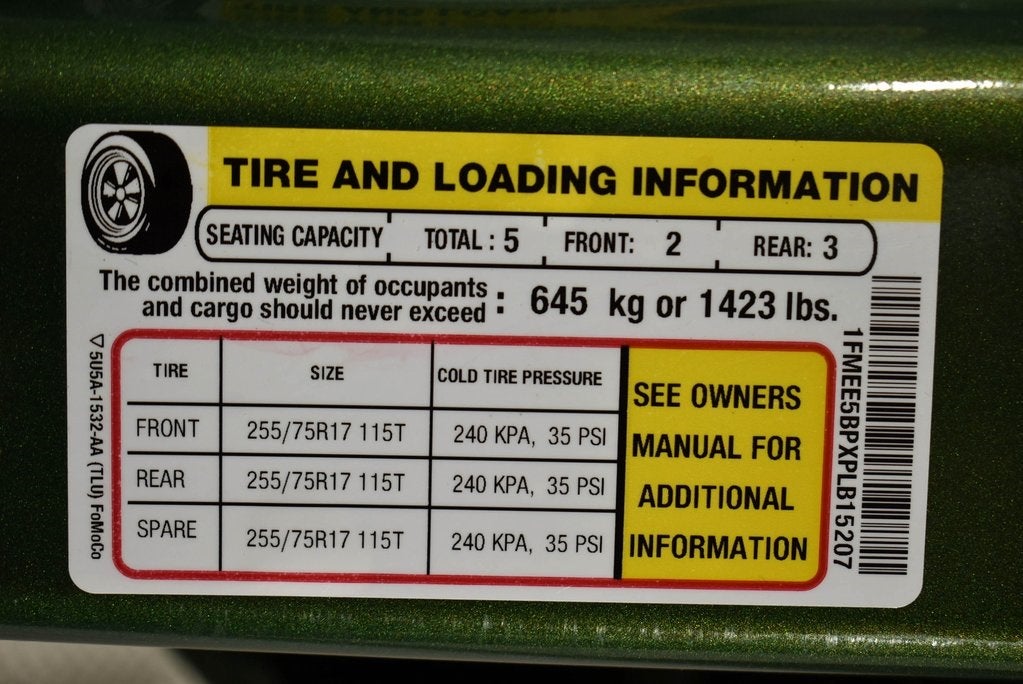 TIRE AND LOADING INFORMATION
SEATING CAPACITY TOTAL : 5 FRONT: 2 REAR: 3
The combined weight of occupants
and cargo should never exceed : 645 kg or 1423 lbs.
TIRE SIZE COLD TIRE PRESSURE
FRONT 255/75R17 115T 240 KPA, 35 PSI
REAR 255/75R17 115T 240 KPA, 35 PSI
SPARE 255/75R17 115T 240 KPA, 35 PSI
SEE OWNERS
MANUAL FOR
ADDITIONAL
INFORMATION
5U5A-1532-AA (TLU) FoMoCo
1FMEE5BPXPLB15207